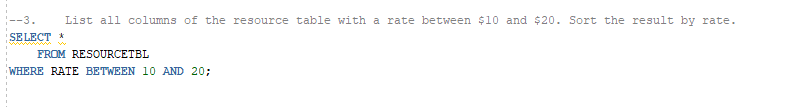 --3. List all columns of the resource table with a rate between $10 and $20. Sort the result by rate.
SELECT *
FROM RESOURCETBL
WHERE RATE BETWEEN 10 AND 20;